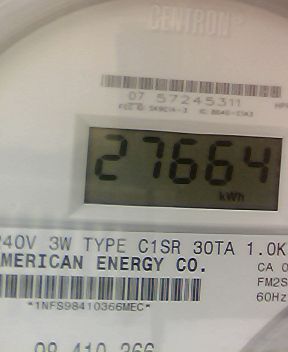 CENTRON
07 57245311
27664
kWh
240V 3W TYPE C1SR 30TA 1.0K
AMERICAN ENERGY CO.
CA 0
FM2S
60Hz
*1NFS98410366MEC*
98 410 366